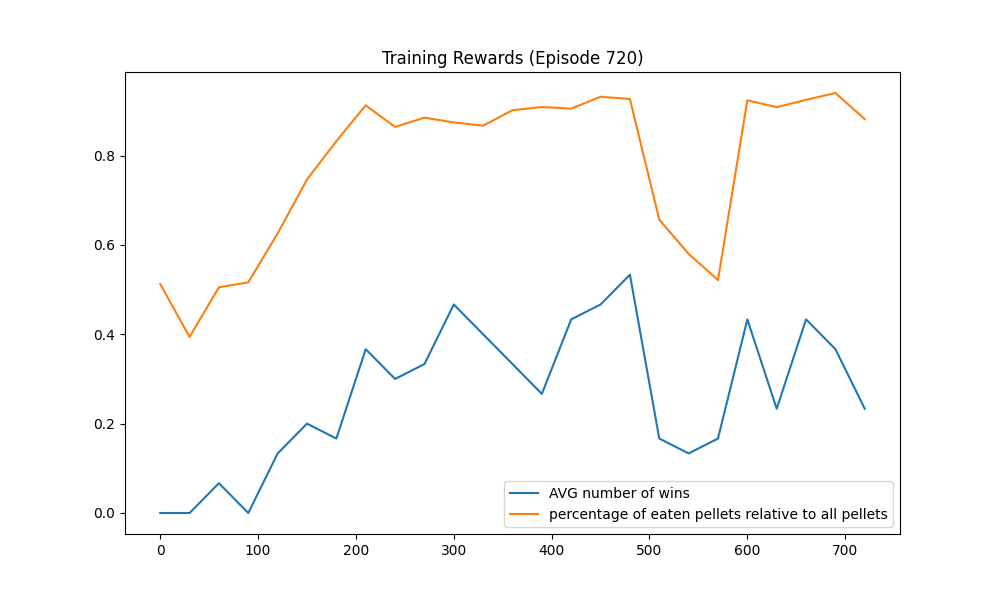 Training Rewards (Episode 720)
0.8
0.6
0.4
0.2
0.0
AVG number of wins
percentage of eaten pellets relative to all pellets
0 100 200 300 400 500 600 700